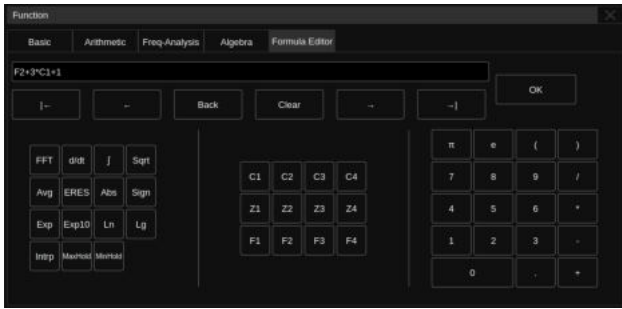 Function
Basic Arithmetic Freq-Analysis Algebra Formula Editor
F2+3*C1+1
OK
|← ← Back Clear → →|
π e ( )
FFT d/dt ∫ Sqrt
C1 C2 C3 C4
7 8 9 /
Avg ERES Abs Sign
Z1 Z2 Z3 Z4
4 5 6 *
Exp Exp10 Ln Lg
F1 F2 F3 F4
1 2 3 -
Intrp MaxHold MinHold
0 . +